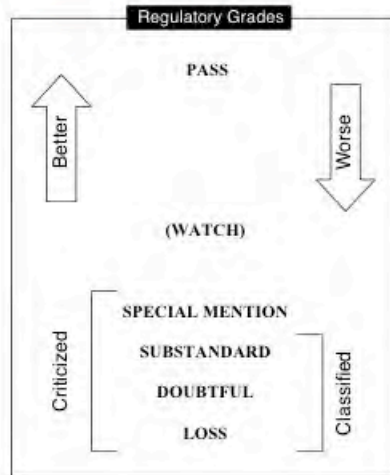 Regulatory Grades
PASS
Better
Worse
(WATCH)
SPECIAL MENTION
SUBSTANDARD
DOUBTFUL
LOSS
Criticized
Classified